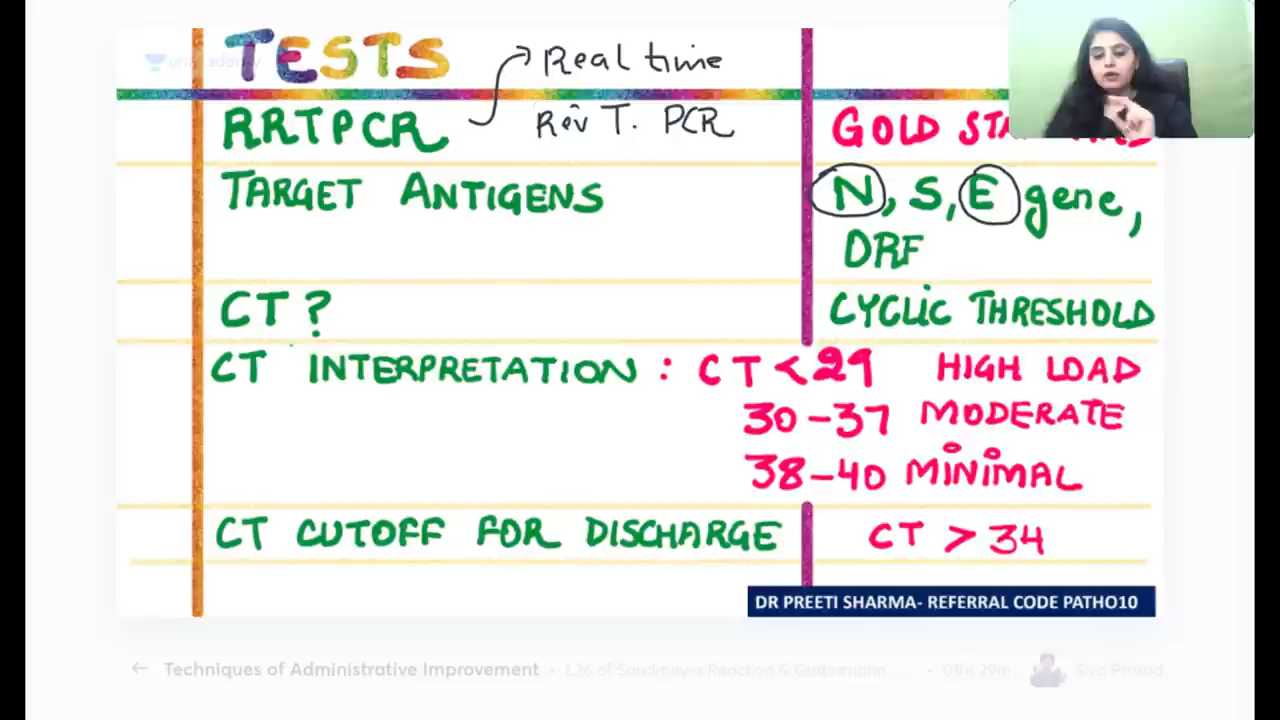 TESTS
Real time
RRTPCR
Rev T. PCR
GOLD
TARGET ANTIGENS
N, S, E gene,
DRF
CT?
CYCLIC THRESHOLD
CT INTERPRETATION : CT < 29 HIGH LOAD
30-37 MODERATE
38-40 MINIMAL
CT CUTOFF FOR DISCHARGE
CT > 34
DR PREETI SHARMA- REFERRAL CODE PATHO10
← Techniques of Administrative Improvement